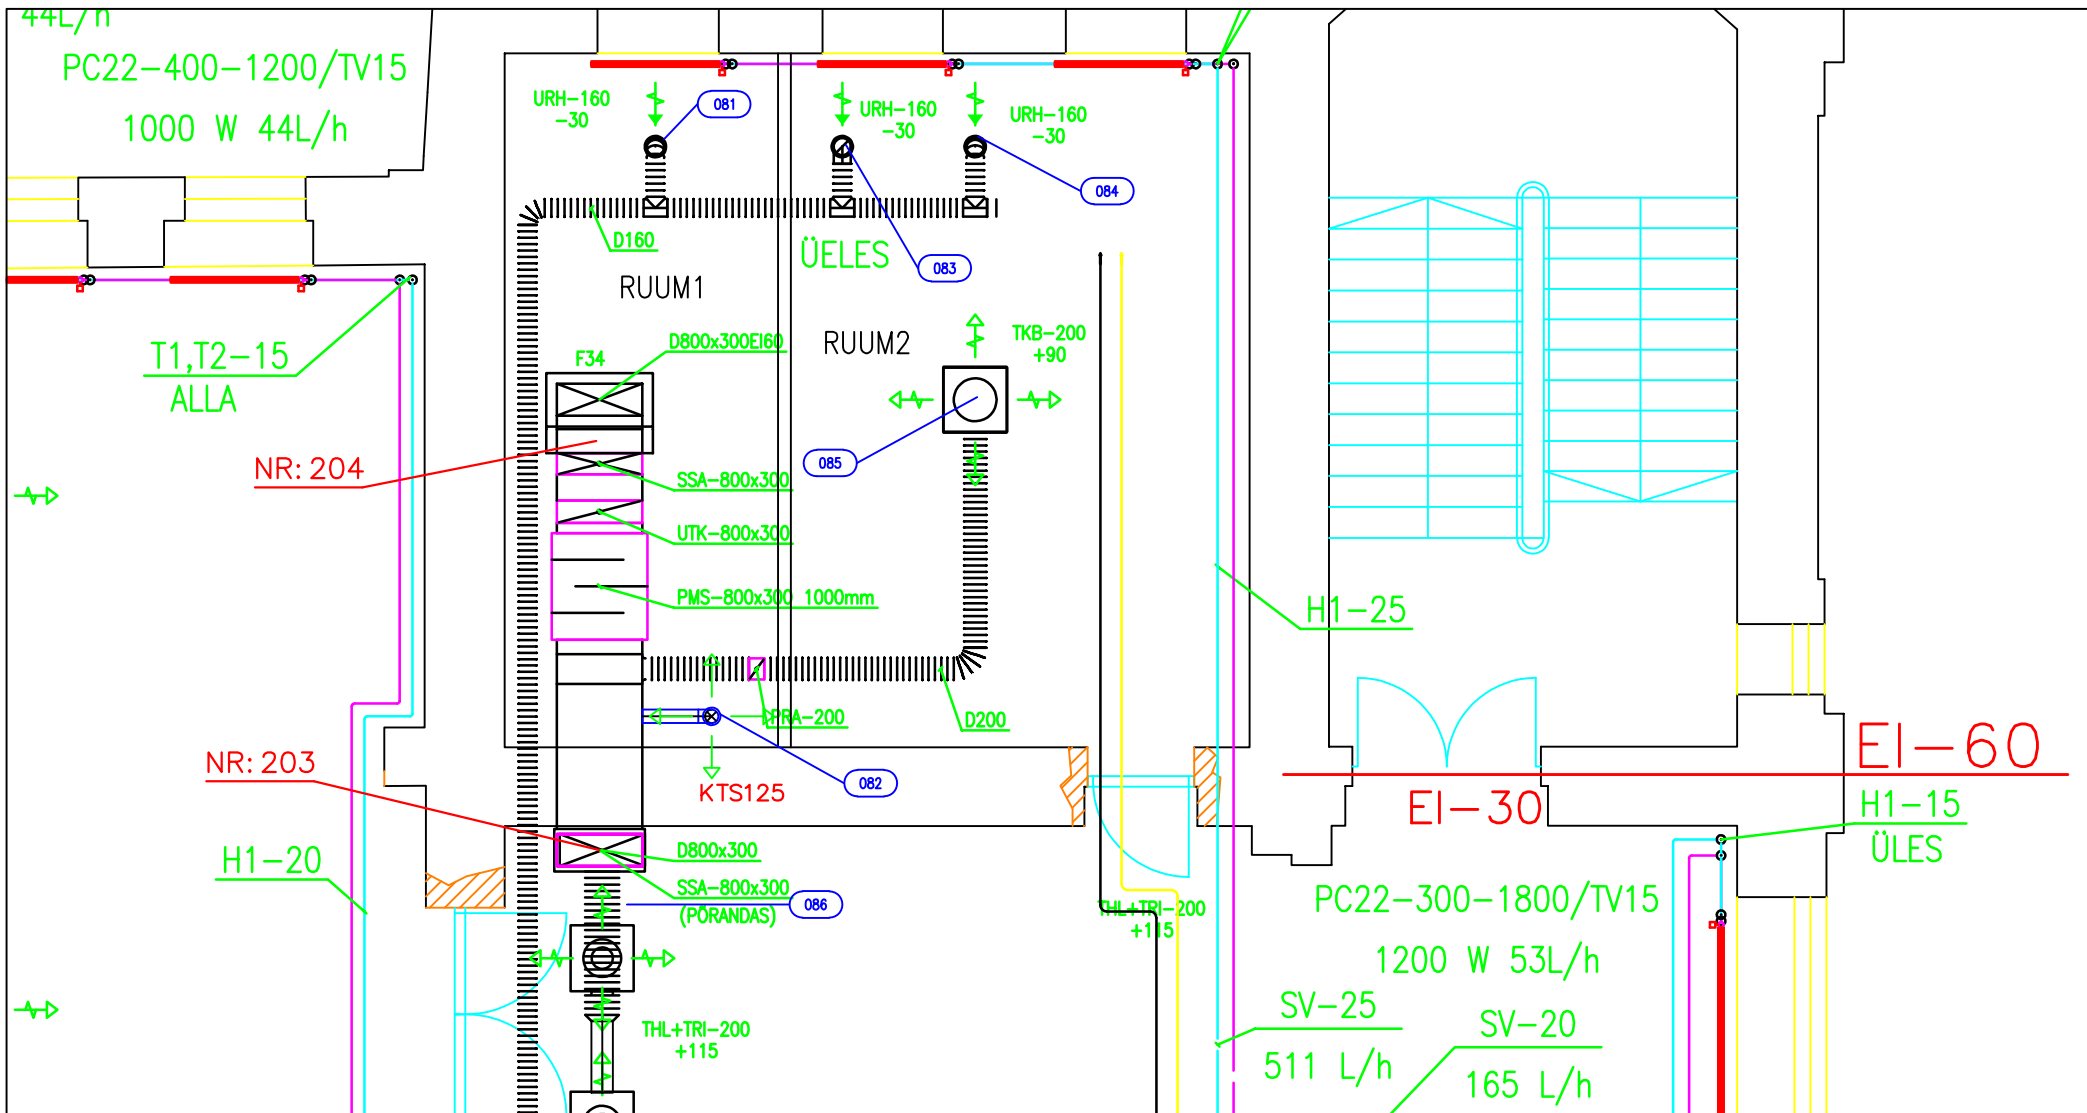 44L/h
PC22-400-1200/TV15
1000 W 44L/h
URH-160
-30
081
URH-160
-30
URH-160
-30
084
D160
ÜELES
083
RUUM1
RUUM2
TKB-200
+90
D800x300EI60
F34
T1,T2-15
ALLA
085
NR: 204
SSA-800x300
UTK-800x300
PMS-800x300 1000mm
H1-25
PRA-200
D200
NR: 203
KTS125
082
EI-60
EI-30
H1-15
ÜLES
H1-20
D800x300
SSA-800x300
(PÕRANDAS)
086
THL+TRI-200
+115
PC22-300-1800/TV15
1200 W 53L/h
SV-25
511 L/h
SV-20
165 L/h
THL+TRI-200
+115